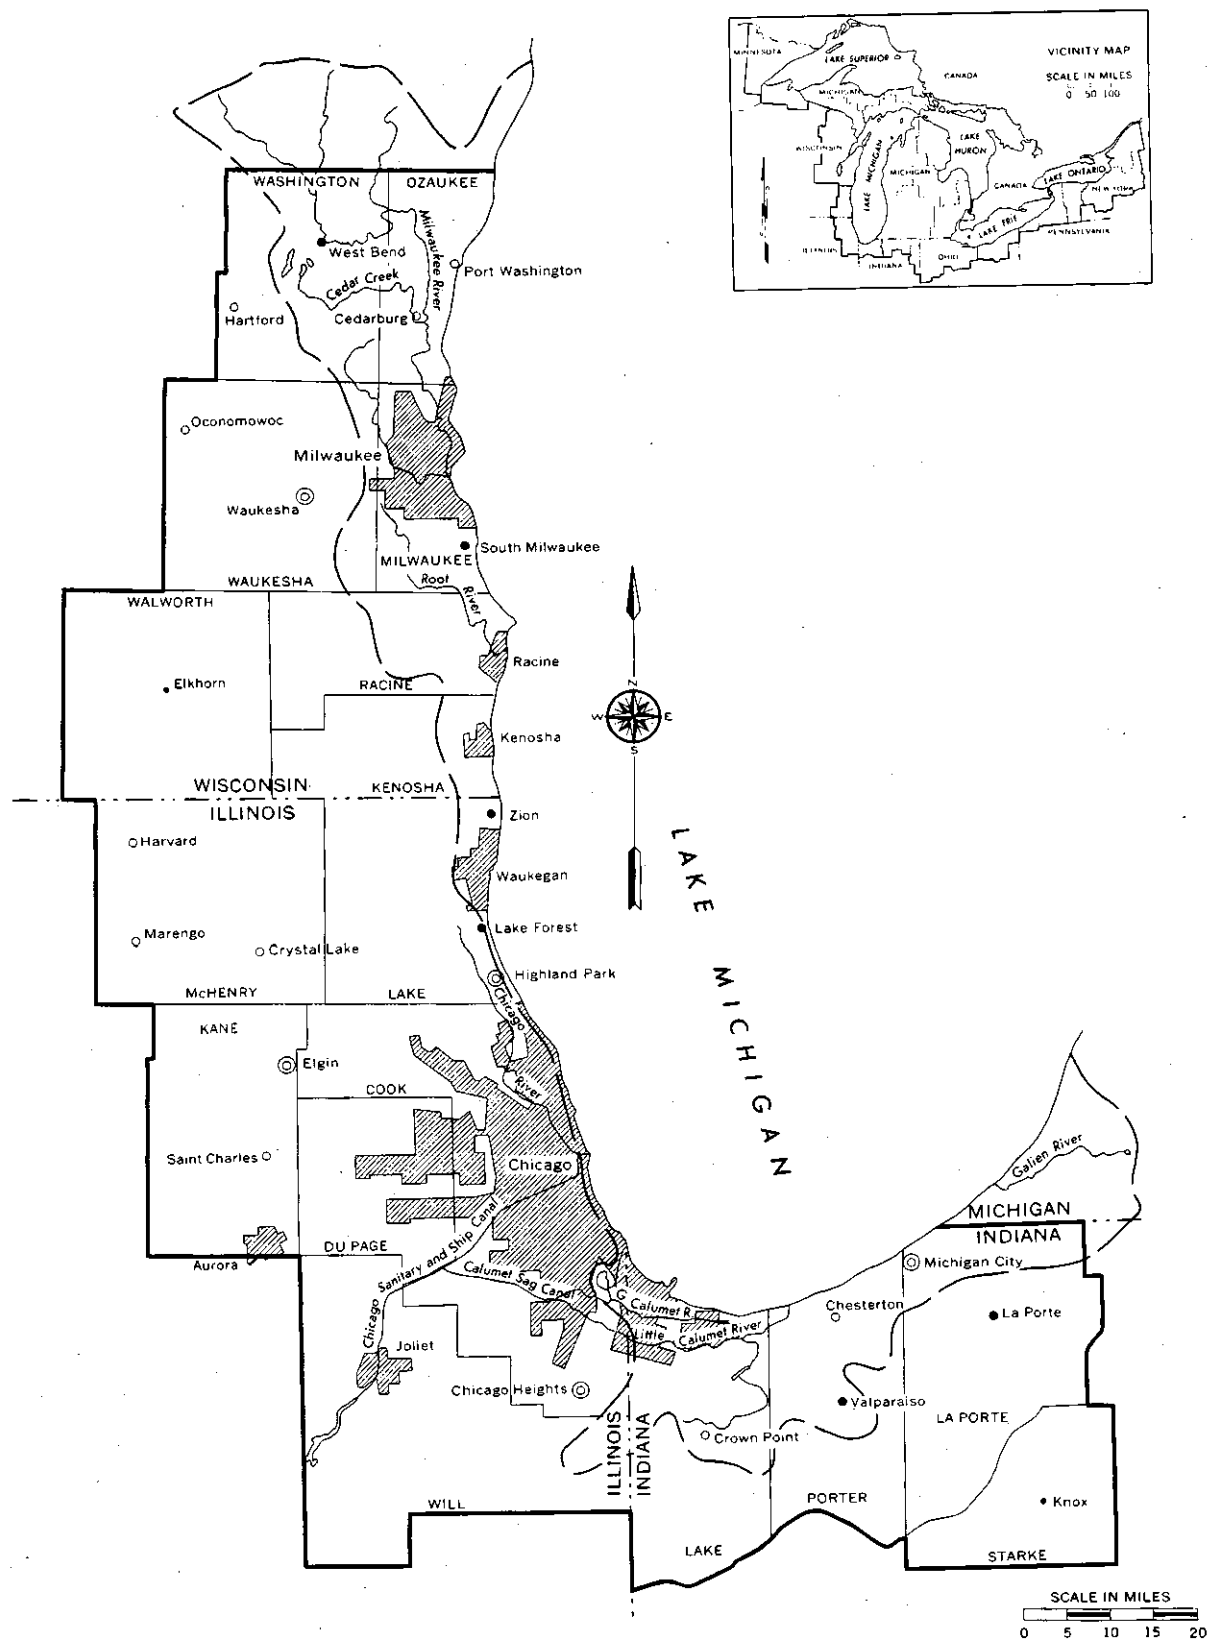 VICINITY MAP
SCALE IN MILES
0 50 100
MINNESOTA
LAKE SUPERIOR
CANADA
MICHIGAN
WISCONSIN
LAKE MICHIGAN
MICHIGAN
LAKE HURON
CANADA
LAKE ONTARIO
NEW YORK
LAKE ERIE
PENNSYLVANIA
ILLINOIS
INDIANA
OHIO
WASHINGTON
OZAUKEE
Milwaukee River
West Bend
Port Washington
Cedar Creek
Hartford
Cedarburg
Oconomowoc
Milwaukee
Waukesha
South Milwaukee
MILWAUKEE
WAUKESHA
Root River
WALWORTH
Racine
Elkhorn
RACINE
N
W E
S
Kenosha
WISCONSIN
KENOSHA
ILLINOIS
Zion
Harvard
Waukegan
LAKE MICHIGAN
Marengo
Crystal Lake
Lake Forest
Highland Park
McHENRY
LAKE
Chicago River
KANE
Elgin
COOK
Saint Charles
Chicago
Galien River
MICHIGAN
INDIANA
Aurora
DU PAGE
Chicago Sanitary and Ship Canal
Calumet Sag Canal
Michigan City
G Calumet R.
Chesterton
La Porte
Little Calumet River
Joliet
Chicago Heights
Valparaiso
LA PORTE
ILLINOIS
INDIANA
Crown Point
WILL
PORTER
Knox
LAKE
STARKE
SCALE IN MILES
0 5 10 15 20